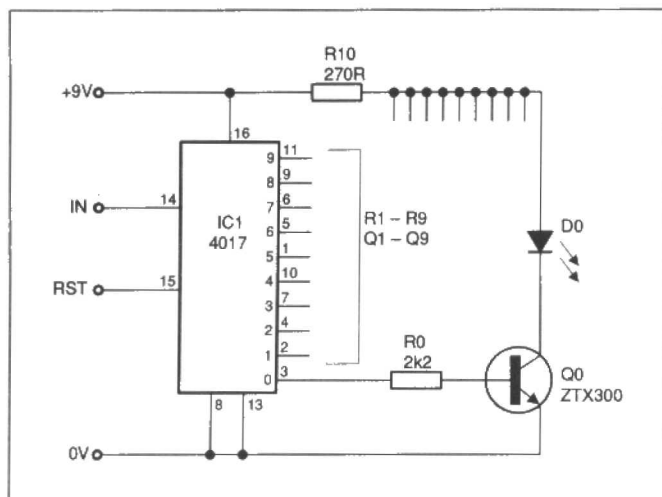 R10
270R
+9V
16
9 11
8 9
IN
14
7 6
R1 – R9
Q1 – Q9
D0
IC1
4017
6 5
5 1
RST
15
4 10
3 7
2 4
R0
2k2
Q0
ZTX300
1 2
0 3
8
13
0V